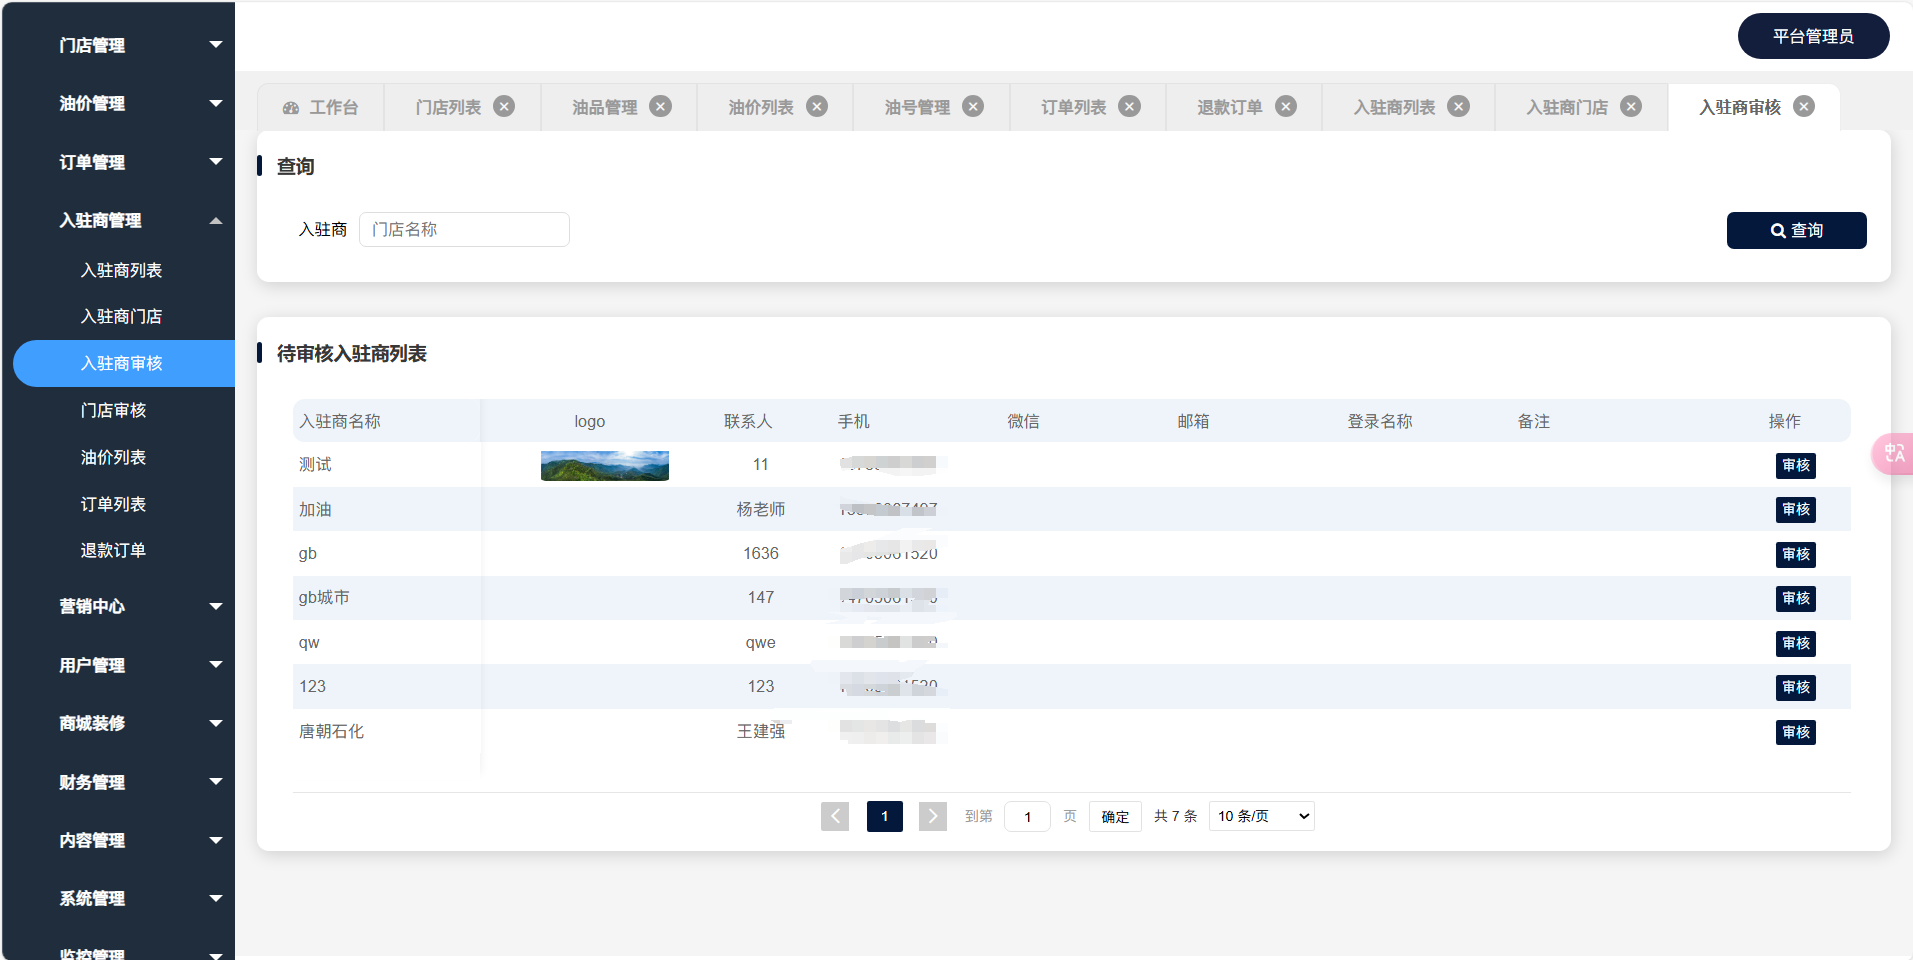 平台管理员
门店管理
油价管理
订单管理
入驻商管理
入驻商列表
入驻商门店
入驻商审核
门店审核
油价列表
订单列表
退款订单
营销中心
用户管理
商城装修
财务管理
内容管理
系统管理
监控管理
工作台 门店列表 油品管理 油价列表 油号管理 订单列表 退款订单 入驻商列表 入驻商门店 入驻商审核
查询
入驻商 门店名称 查询
待审核入驻商列表
入驻商名称 logo 联系人 手机 微信 邮箱 登录名称 备注 操作
测试 11 审核
加油 杨老师 审核
gb 1636 审核
gb城市 147 审核
qw qwe 审核
123 123 审核
唐朝石化 王建强 审核
1 到第 1 页 确定 共 7 条 10 条/页
中A